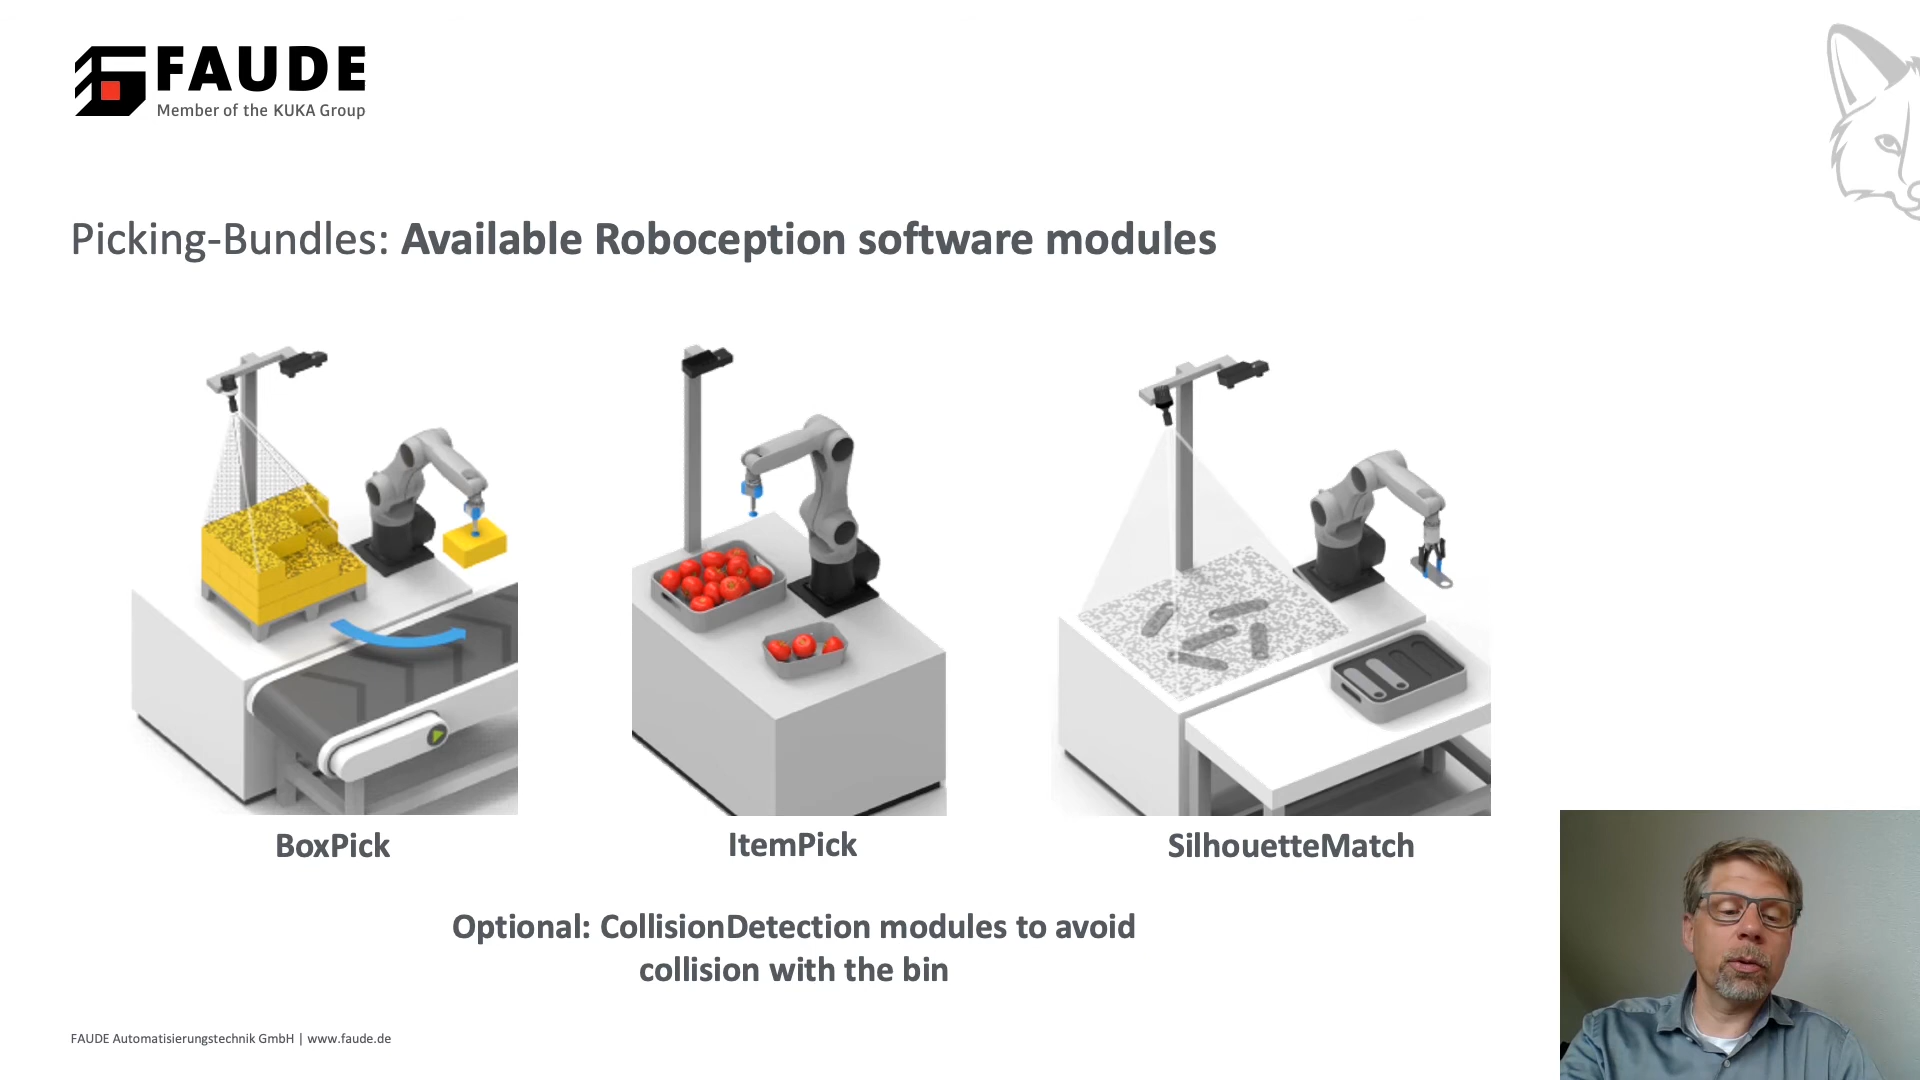 FAUDE
Member of the KUKA Group
Picking-Bundles: Available Roboception software modules
BoxPick
ItemPick
SilhouetteMatch
Optional: CollisionDetection modules to avoid
collision with the bin
FAUDE Automatisierungstechnik GmbH | www.faude.de